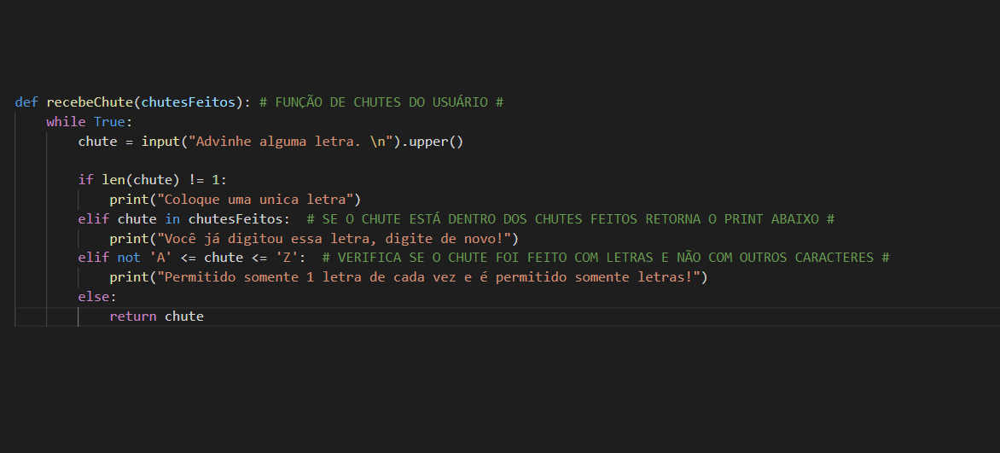 def recebeChute(chutesFeitos): # FUNÇÃO DE CHUTES DO USUÁRIO #
    while True:
        chute = input("Advinhe alguma letra. \n").upper()

        if len(chute) != 1:
            print("Coloque uma unica letra")
        elif chute in chutesFeitos:  # SE O CHUTE ESTÁ DENTRO DOS CHUTES FEITOS RETORNA O PRINT ABAIXO #
            print("Você já digitou essa letra, digite de novo!")
        elif not 'A' <= chute <= 'Z':  # VERIFICA SE O CHUTE FOI FEITO COM LETRAS E NÃO COM OUTROS CARACTERES #
            print("Permitido somente 1 letra de cada vez e é permitido somente letras!")
        else:
            return chute